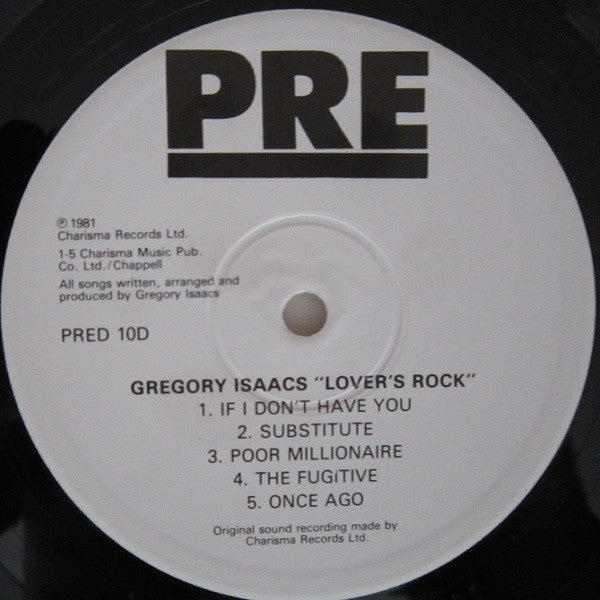 PRE
℗ 1981
Charisma Records Ltd.
1-5 Charisma Music Pub.
Co. Ltd./Chappell
All songs written, arranged and
produced by Gregory Isaacs
PRED 10D
GREGORY ISAACS "LOVER'S ROCK"
1. IF I DON'T HAVE YOU
2. SUBSTITUTE
3. POOR MILLIONAIRE
4. THE FUGiTIVE
5. ONCE AGO
Original sound recording made by
Charisma Records Ltd.